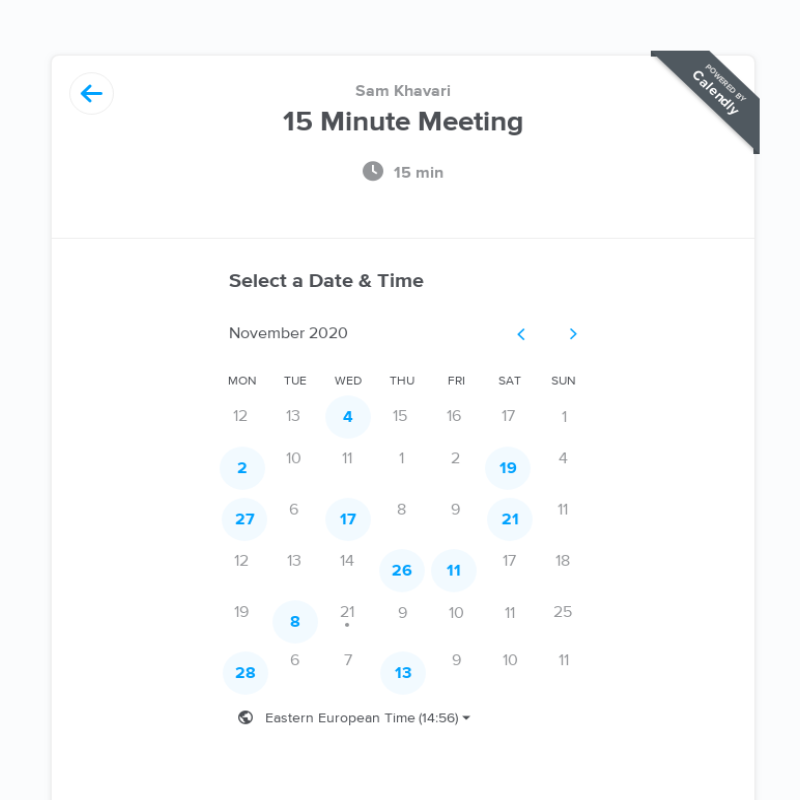 POWERED BY
Calendly
Sam Khavari
15 Minute Meeting
15 min
Select a Date & Time
November 2020
MON TUE WED THU FRI SAT SUN
12 13 4 15 16 17 1
2 10 11 1 2 19 4
27 6 17 8 9 21 11
12 13 14 26 11 17 18
19 8 21 9 10 11 25
28 6 7 13 9 10 11
Eastern European Time (14:56)